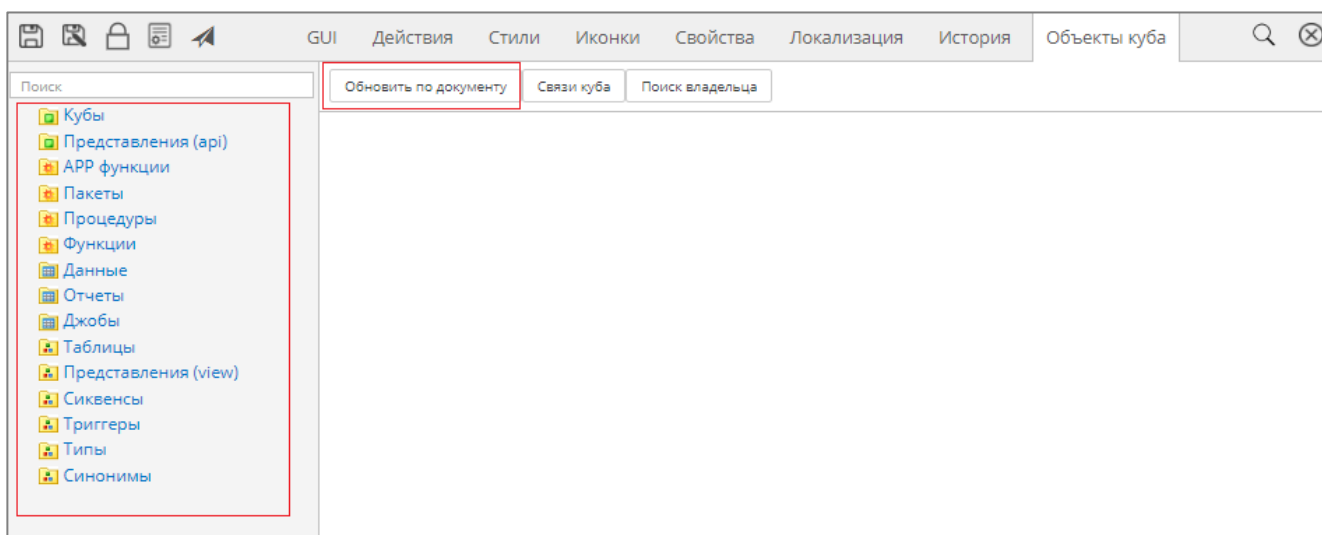 GUI Действия Стили Иконки Свойства Локализация История Объекты куба
Поиск
Обновить по документу Связи куба Поиск владельца
Кубы
Представления (api)
APP функции
Пакеты
Процедуры
Функции
Данные
Отчеты
Джобы
Таблицы
Представления (view)
Сиквенсы
Триггеры
Типы
Синонимы